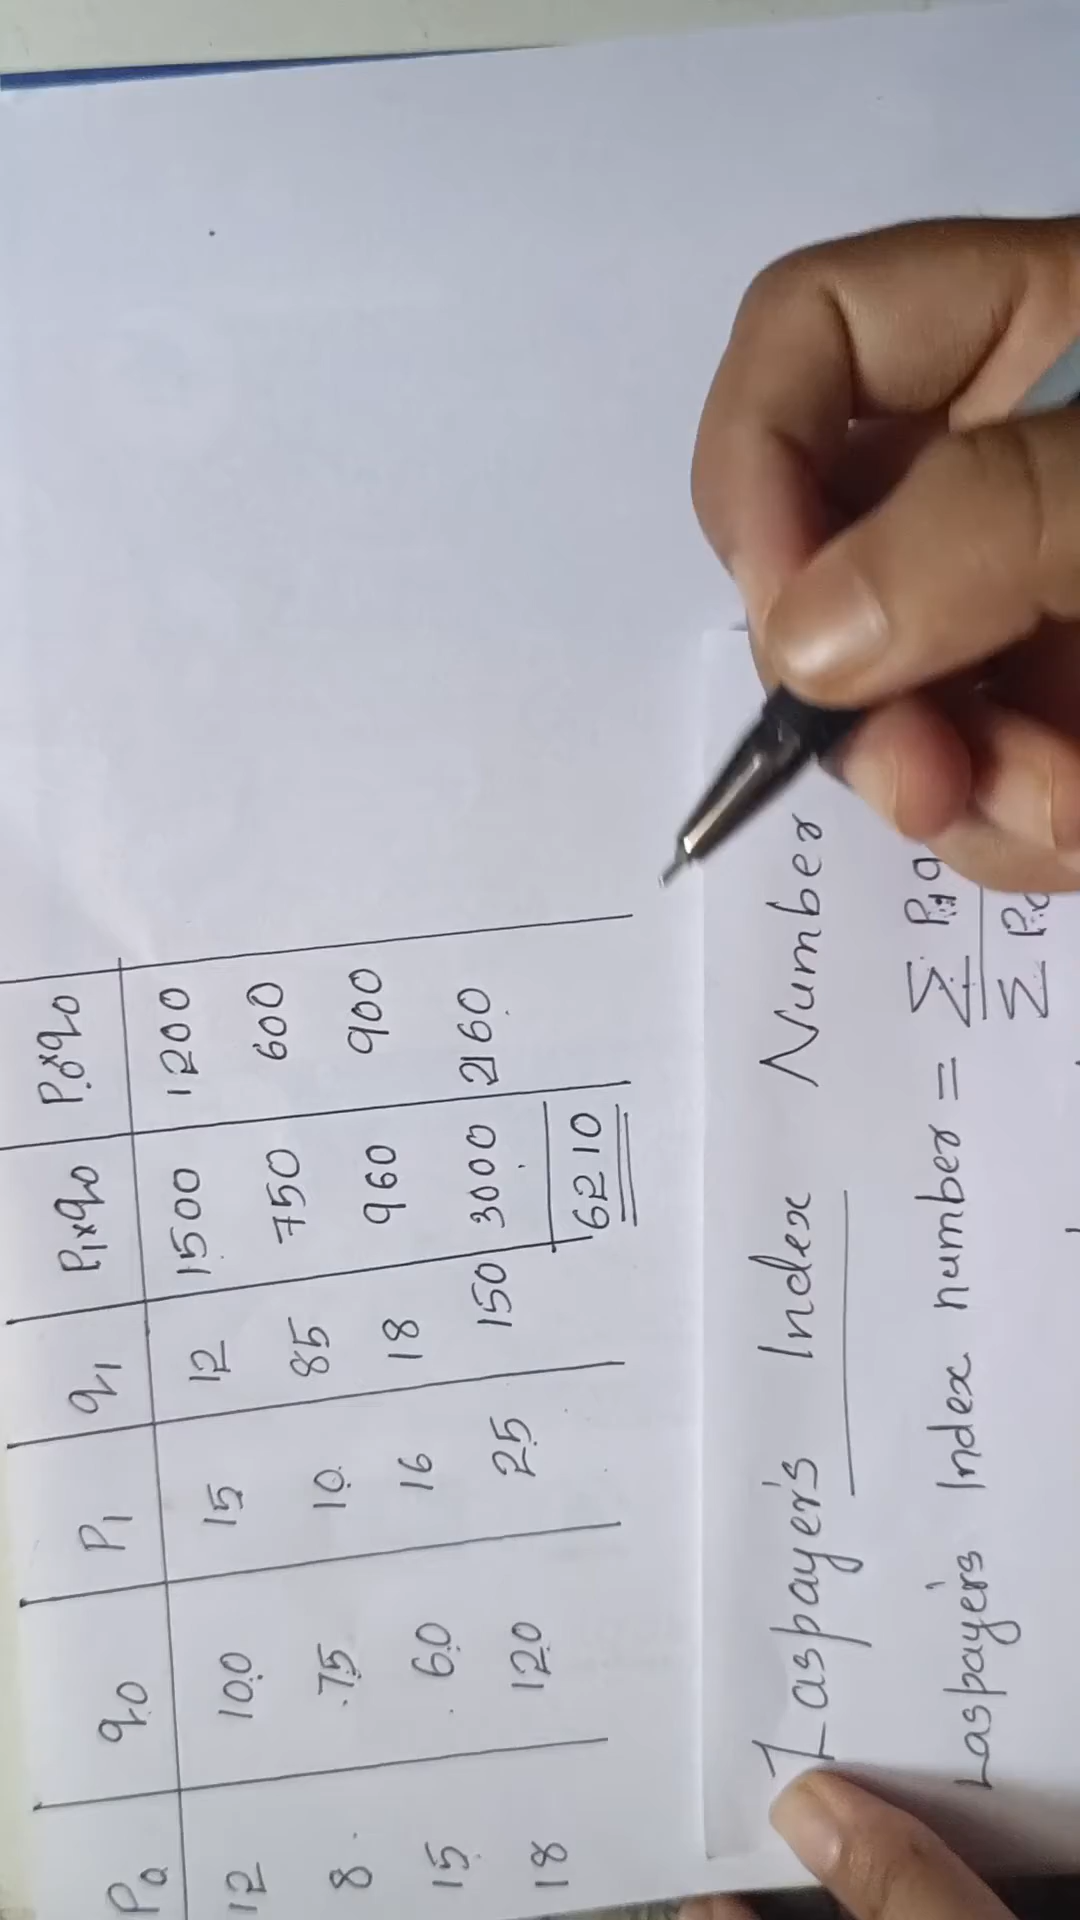 P0 q0 P1 q1 P1×q0 P0×q0
12 100 15 12 1500 1200
8 75 10 85 750 600
15 60 16 18 960 900
18 120 25 150 3000 2160
6210
Laspayer's Index Number
Laspayer's Index number = ∑ P1 q
∑ P0